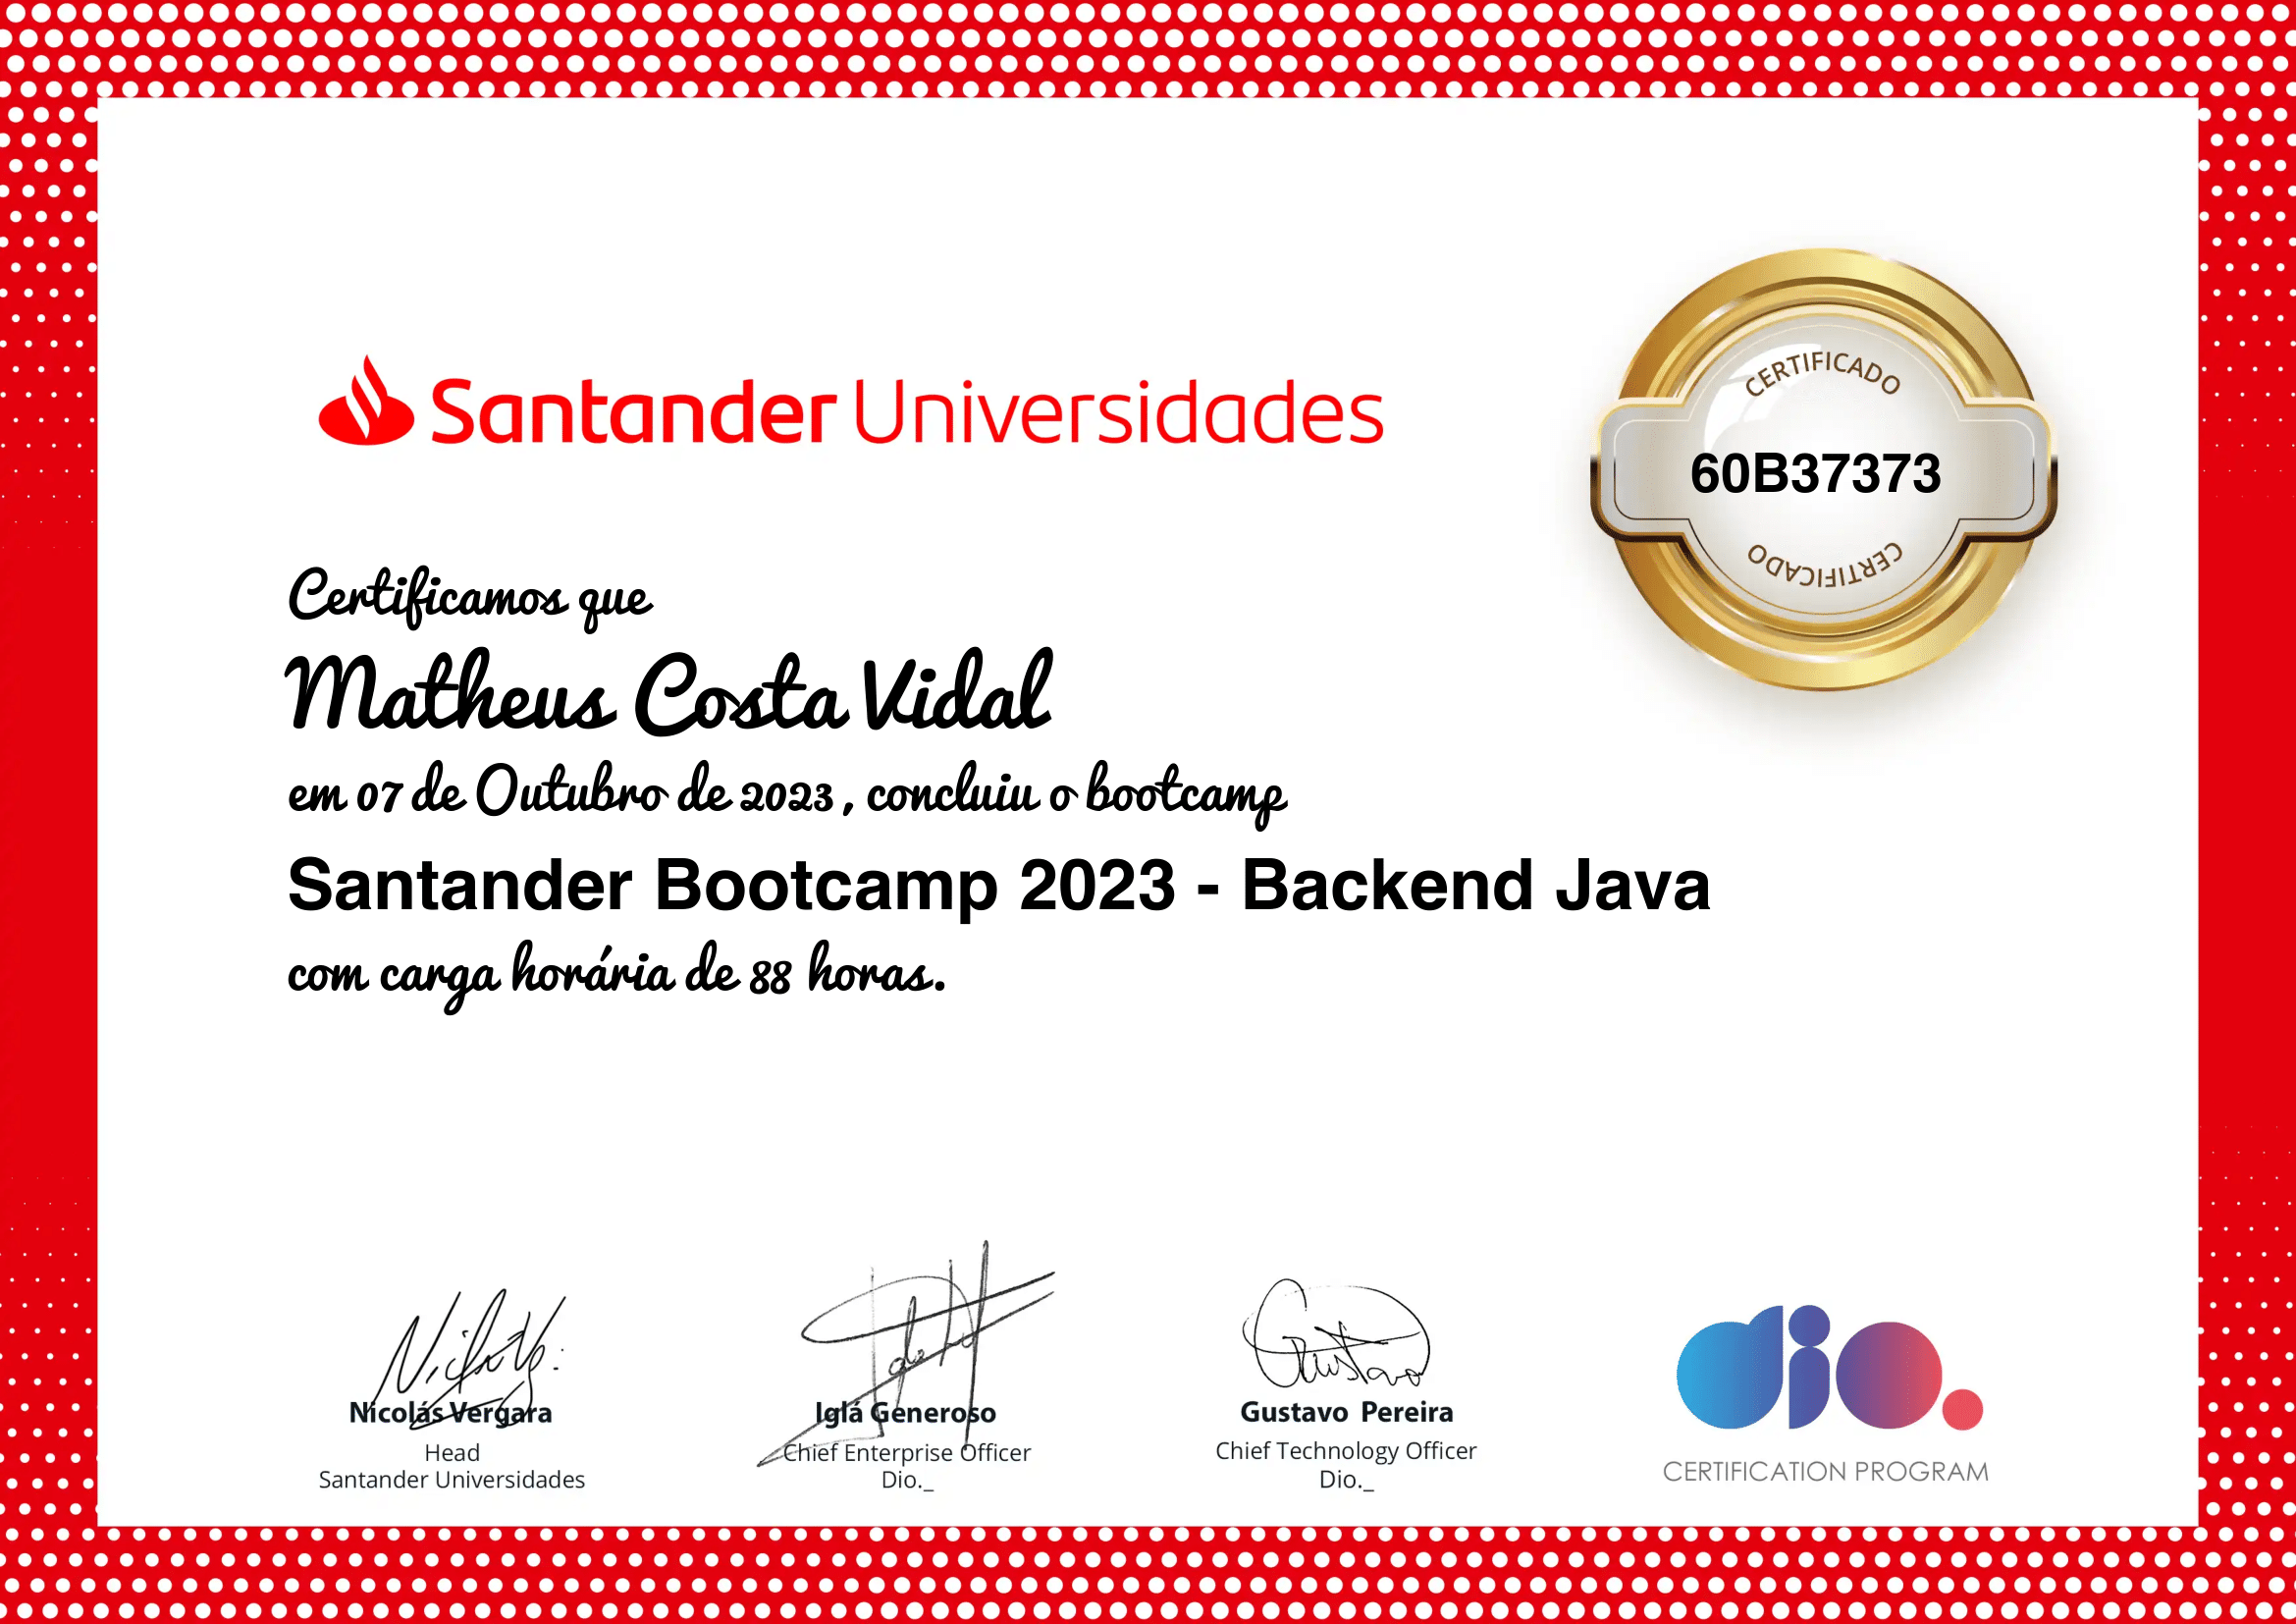 Santander Universidades
CERTIFICADO
60B37373
CERTIFICADO
Certificamos que
Matheus Costa Vidal
em 07 de Outubro de 2023 , concluiu o bootcamp
Santander Bootcamp 2023 - Backend Java
com carga horária de 88 horas.
Nicolás Vergara
Head
Santander Universidades
Iglá Generoso
Chief Enterprise Officer
Dio._
Gustavo
Gustavo Pereira
Chief Technology Officer
Dio._
dio.
CERTIFICATION PROGRAM